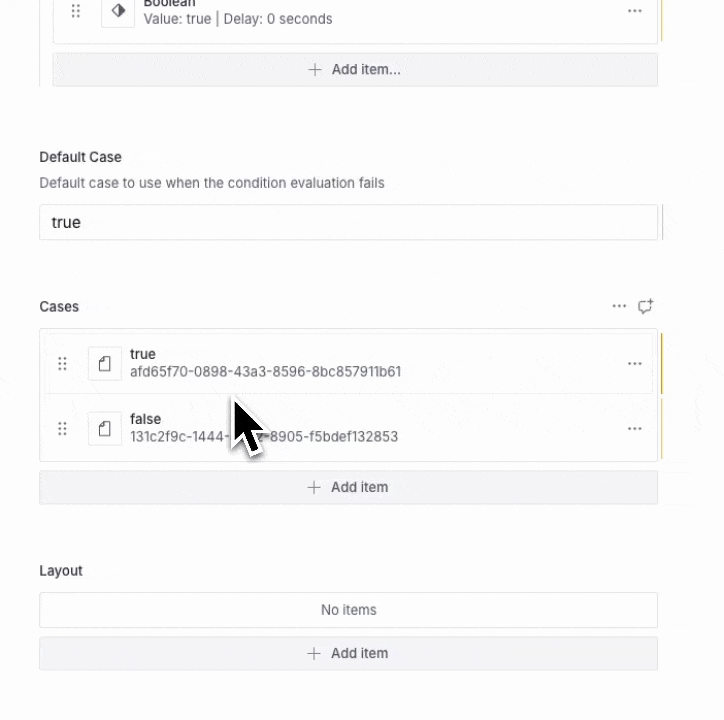 Boolean
Value: true | Delay: 0 seconds
Add item...
Default Case
Default case to use when the condition evaluation fails
true
Cases
true
afd65f70-0898-43a3-8596-8bc857911b61
false
131c2f9c-1444- -8905-f5bdef132853
Add item
Layout
No items
Add item